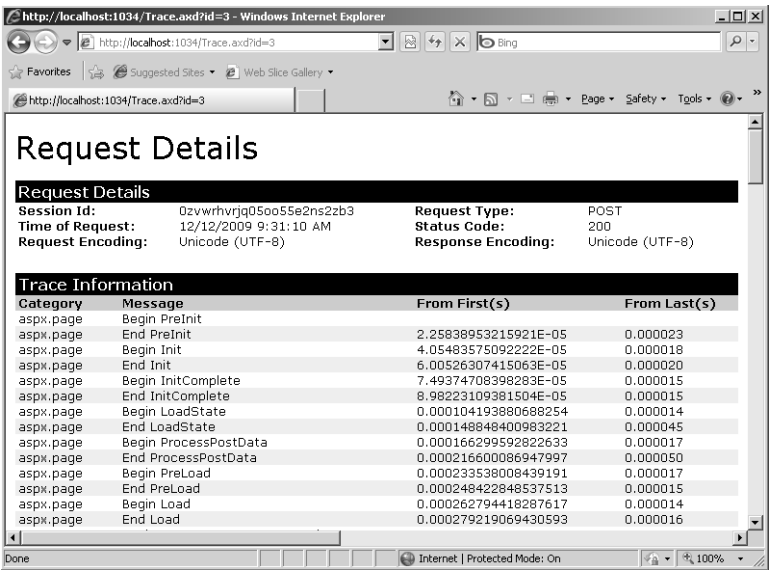 http://localhost:1034/Trace.axd?id=3 - Windows Internet Explorer
http://localhost:1034/Trace.axd?id=3
Bing
Favorites Suggested Sites Web Slice Gallery
http://localhost:1034/Trace.axd?id=3 Page Safety Tools
Request Details
Request Details
Session Id: 0zvwrhvrjq05oo55e2ns2zb3 Request Type: POST
Time of Request: 12/12/2009 9:31:10 AM Status Code: 200
Request Encoding: Unicode (UTF-8) Response Encoding: Unicode (UTF-8)
Trace Information
Category Message From First(s) From Last(s)
aspx.page Begin PreInit
aspx.page End PreInit 2.25838953215921E-05 0.000023
aspx.page Begin Init 4.05483575092222E-05 0.000018
aspx.page End Init 6.00526307415063E-05 0.000020
aspx.page Begin InitComplete 7.49374708398283E-05 0.000015
aspx.page End InitComplete 8.98223109381504E-05 0.000015
aspx.page Begin LoadState 0.000104193880688254 0.000014
aspx.page End LoadState 0.000148848400983221 0.000045
aspx.page Begin ProcessPostData 0.000166299592822633 0.000017
aspx.page End ProcessPostData 0.000216600086947997 0.000050
aspx.page Begin PreLoad 0.000233538008439191 0.000017
aspx.page End PreLoad 0.000248422848537513 0.000015
aspx.page Begin Load 0.000262794418287617 0.000014
aspx.page End Load 0.000279219069430593 0.000016
Done Internet | Protected Mode: On 100%